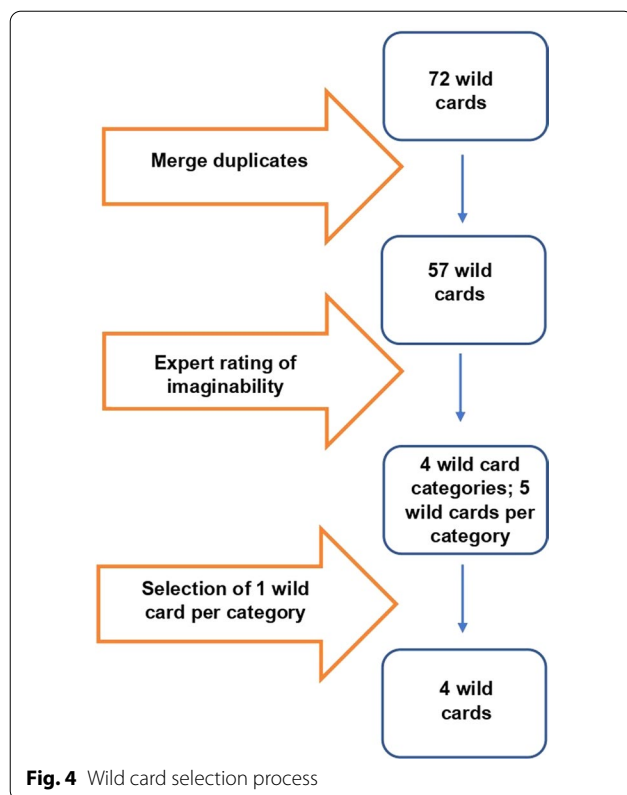 72 wild
cards
Merge duplicates
57 wild
cards
Expert rating of
imaginability
4 wild card
categories; 5
wild cards per
category
Selection of 1 wild
card per category
4 wild
cards
Fig. 4 Wild card selection process